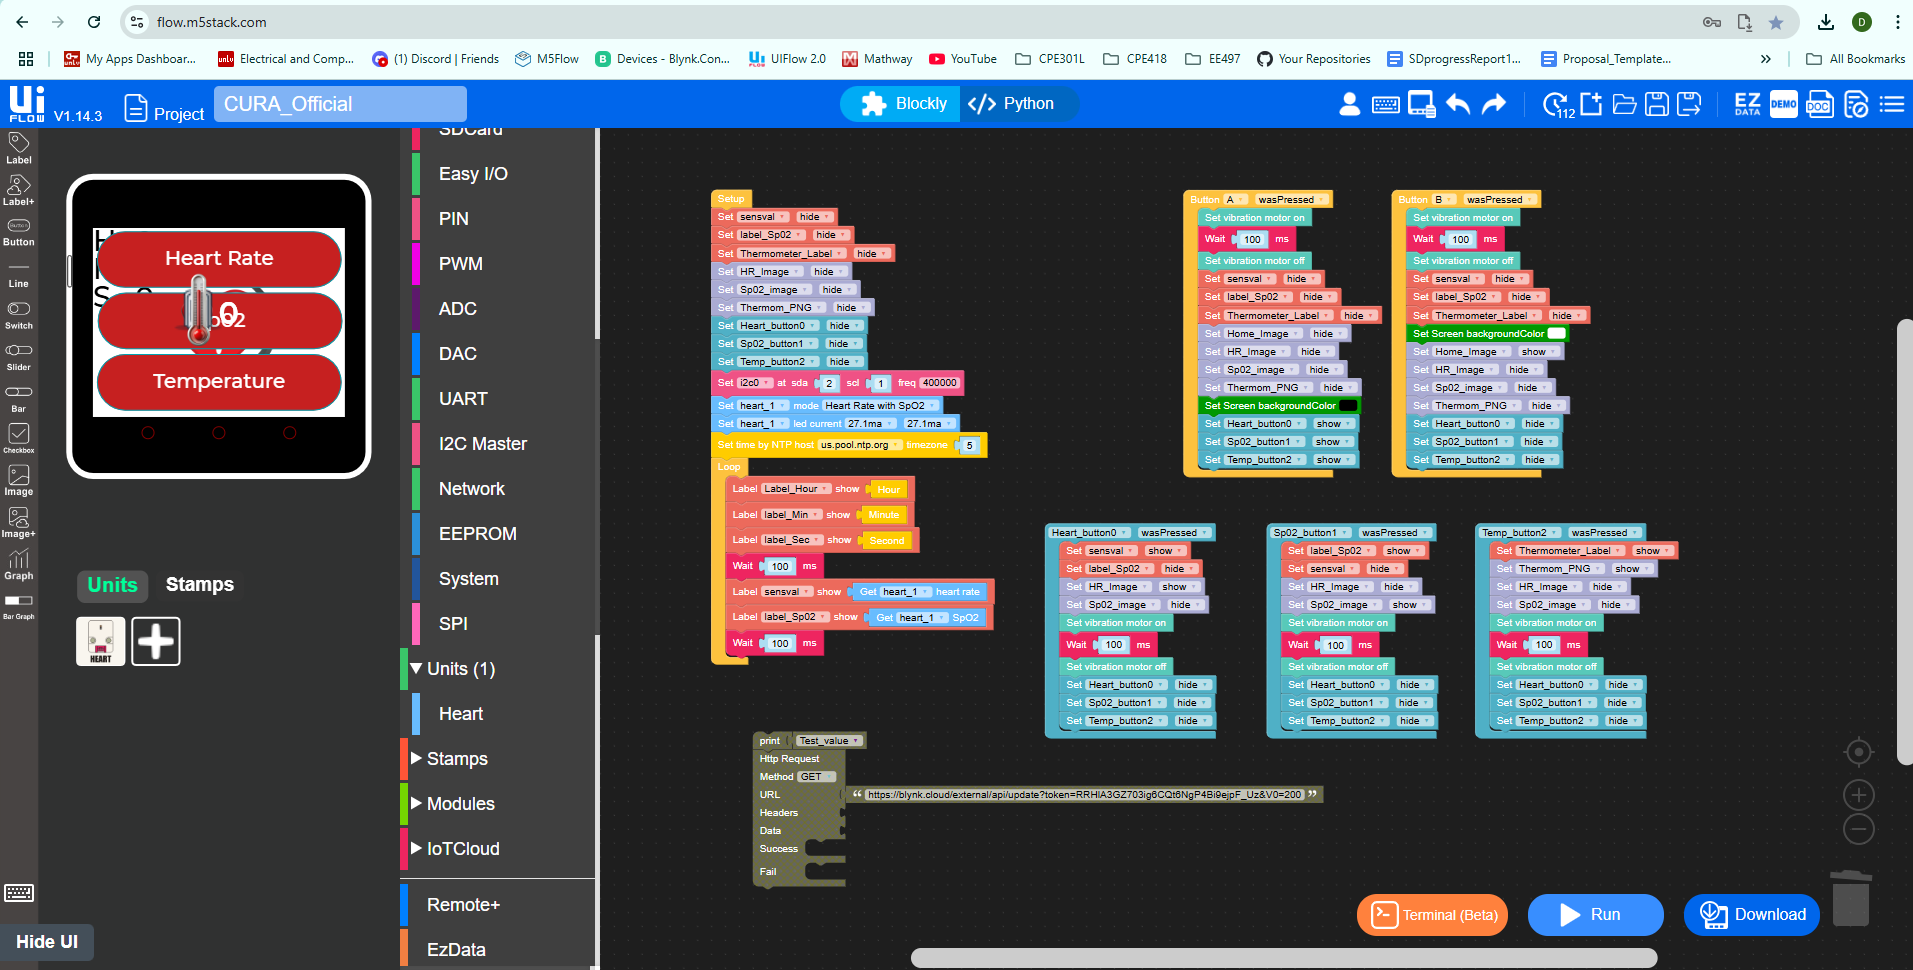 flow.m5stack.com
D
My Apps Dashboar...
Electrical and Comp...
(1) Discord | Friends
M5Flow
Devices - Blynk.Con...
UIFlow 2.0
Mathway
YouTube
CPE301L
CPE418
EE497
Your Repositories
SDprogressReport1...
Proposal_Template...
All Bookmarks
Ui FLOW
V1.14.3
Project
CURA_Official
Blockly
Python
112
EZ DATA
DEMO
DOC
Label
Label+
Button
Line
Switch
Slider
Bar
Checkbox
Image
Image+
Graph
Bar Graph
Hide UI
Heart Rate
0
Temperature
Units
Stamps
HEART
SDCard
Easy I/O
PIN
PWM
ADC
DAC
UART
I2C Master
Network
EEPROM
System
SPI
Units (1)
Heart
Stamps
Modules
IoTCloud
Remote+
EzData
Setup
Set sensval hide
Set label_Sp02 hide
Set Thermometer_Label hide
Set HR_Image hide
Set Sp02_image hide
Set Thermom_PNG hide
Set Heart_button0 hide
Set Sp02_button1 hide
Set Temp_button2 hide
Set i2c0 at sda 2 scl 1 freq 400000
Set heart_1 mode Heart Rate with SpO2
Set heart_1 led current 27.1ma 27.1ma
Set time by NTP host us.pool.ntp.org timezone 5
Loop
Label Label_Hour show Hour
Label label_Min show Minute
Label label_Sec show Second
Wait 100 ms
Label sensval show Get heart_1 heart rate
Label label_Sp02 show Get heart_1 SpO2
Wait 100 ms
Button A wasPressed
Set vibration motor on
Wait 100 ms
Set vibration motor off
Set sensval hide
Set label_Sp02 hide
Set Thermometer_Label hide
Set Home_Image hide
Set HR_Image hide
Set Sp02_image hide
Set Thermom_PNG hide
Set Screen backgroundColor
Set Heart_button0 show
Set Sp02_button1 show
Set Temp_button2 show
Button B wasPressed
Set vibration motor on
Wait 100 ms
Set vibration motor off
Set sensval hide
Set label_Sp02 hide
Set Thermometer_Label hide
Set Screen backgroundColor
Set Home_Image show
Set HR_Image hide
Set Sp02_image hide
Set Thermom_PNG hide
Set Heart_button0 hide
Set Sp02_button1 hide
Set Temp_button2 hide
Heart_button0 wasPressed
Set sensval show
Set label_Sp02 hide
Set HR_Image show
Set Sp02_image hide
Set vibration motor on
Wait 100 ms
Set vibration motor off
Set Heart_button0 hide
Set Sp02_button1 hide
Set Temp_button2 hide
Sp02_button1 wasPressed
Set label_Sp02 show
Set sensval hide
Set HR_Image hide
Set Sp02_image show
Set vibration motor on
Wait 100 ms
Set vibration motor off
Set Heart_button0 hide
Set Sp02_button1 hide
Set Temp_button2 hide
Temp_button2 wasPressed
Set Thermometer_Label show
Set Thermom_PNG show
Set HR_Image hide
Set Sp02_image hide
Set vibration motor on
Wait 100 ms
Set vibration motor off
Set Heart_button0 hide
Set Sp02_button1 hide
Set Temp_button2 hide
print Test_value
Http Request
Method GET
URL “ https://blynk.cloud/external/api/update?token=RRHIA3GZ703ig6CQt6NgP4Bi9ejpF_Uz&V0=200 ”
Headers
Data
Success
Fail
Terminal (Beta)
Run
Download